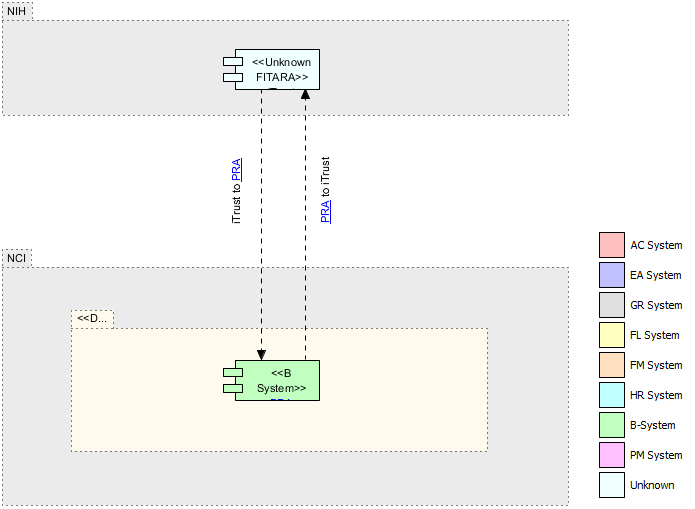 NIH
<<Unknown
FITARA>>
iTrust to PRA
PRA to iTrust
NCI
<<D...
<<B
System>>
AC System
EA System
GR System
FL System
FM System
HR System
B-System
PM System
Unknown